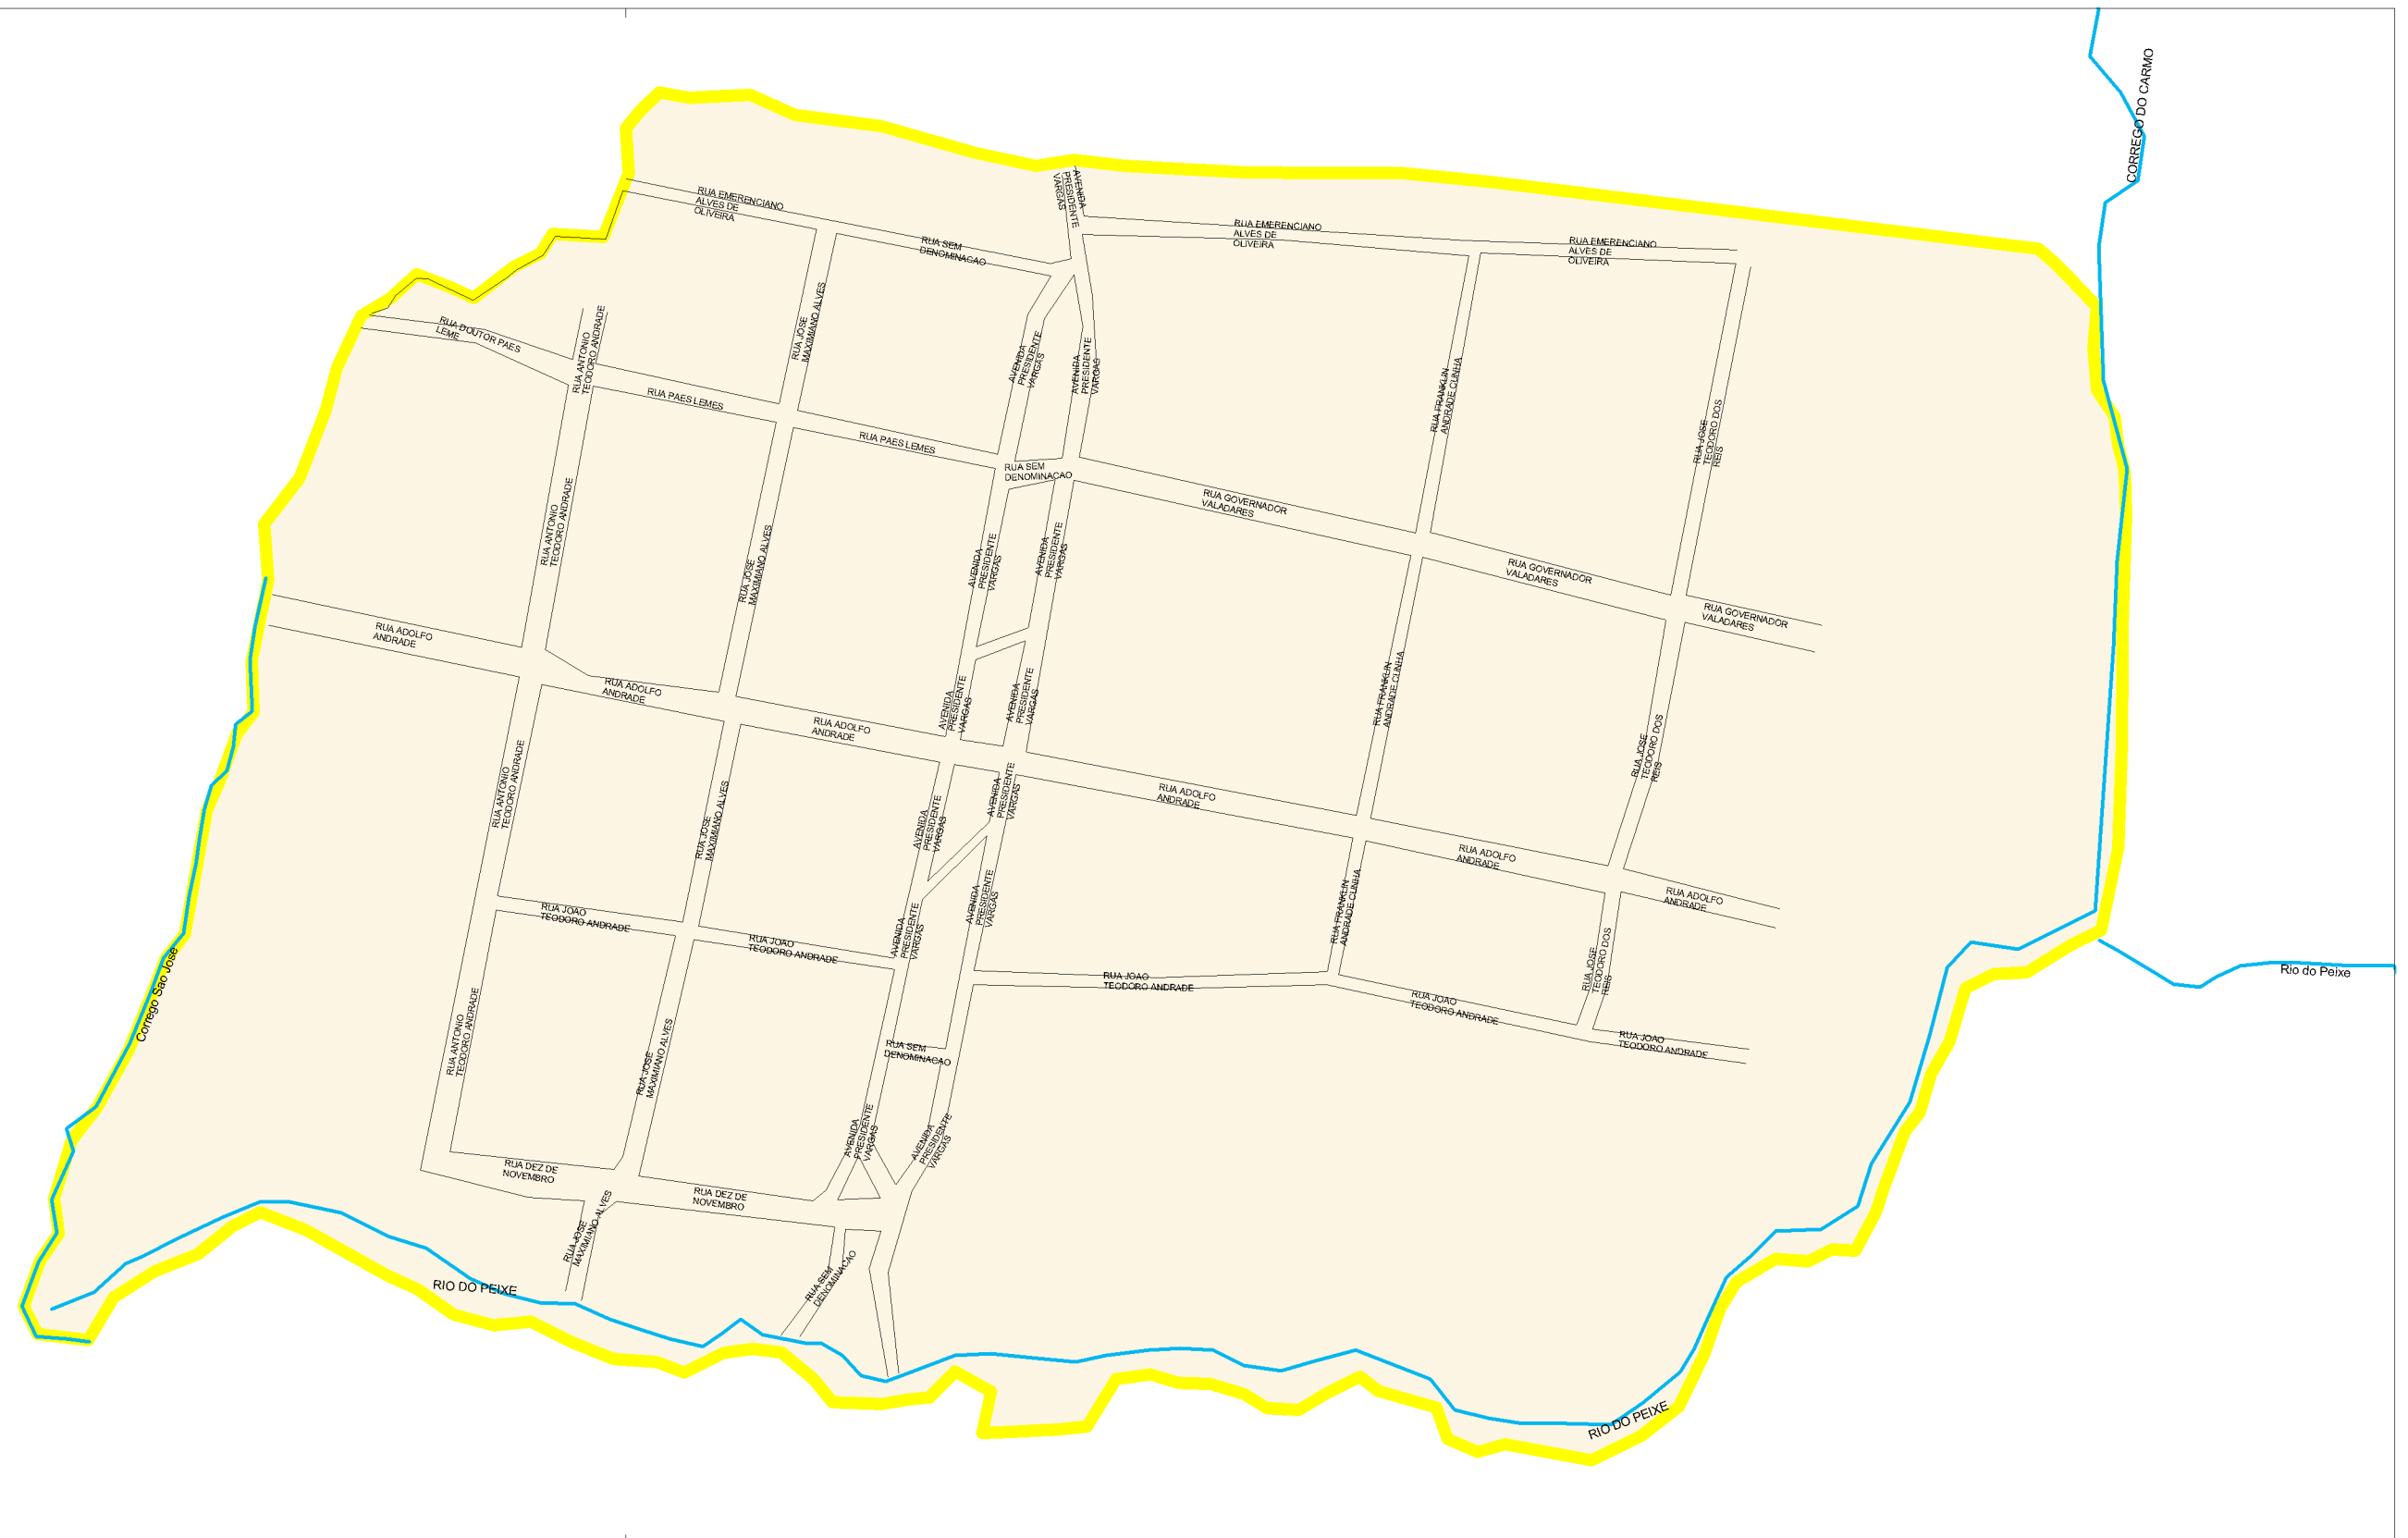 CORREGO DO CARMO
AVENIDA
PRESIDENTE
VARGAS
RUA EMERENCIANO
ALVES DE
OLIVEIRA
RUA EMERENCIANO
ALVES DE
OLIVEIRA
RUA EMERENCIANO
ALVES DE
OLIVEIRA
RUA SEM
DENOMINACAO
RUA DOUTOR PAES
LEME
RUA ANTONIO
TEODORO ANDRADE
RUA JOSE
MAXIMIANO ALVES
AVENIDA
PRESIDENTE
VARGAS
AVENIDA
PRESIDENTE
VARGAS
RUA FRANKLIN
ANDRADE CUNHA
RUA JOSE
TEODORO DOS
REIS
RUA PAES LEMES
RUA PAES LEMES
RUA SEM
DENOMINACAO
RUA GOVERNADOR
VALADARES
RUA ANTONIO
TEODORO ANDRADE
RUA JOSE
MAXIMIANO ALVES
AVENIDA
PRESIDENTE
VARGAS
AVENIDA
PRESIDENTE
VARGAS
RUA GOVERNADOR
VALADARES
RUA GOVERNADOR
VALADARES
RUA ADOLFO
ANDRADE
RUA ADOLFO
ANDRADE
RUA ADOLFO
ANDRADE
AVENIDA
PRESIDENTE
VARGAS
AVENIDA
PRESIDENTE
VARGAS
RUA FRANKLIN
ANDRADE CUNHA
RUA JOSE
TEODORO DOS
REIS
RUA ANTONIO
TEODORO ANDRADE
RUA JOSE
MAXIMIANO ALVES
AVENIDA
PRESIDENTE
VARGAS
AVENIDA
PRESIDENTE
VARGAS
RUA ADOLFO
ANDRADE
RUA ADOLFO
ANDRADE
RUA ADOLFO
ANDRADE
RUA JOAO
TEODORO ANDRADE
RUA JOAO
TEODORO ANDRADE
AVENIDA
PRESIDENTE
VARGAS
AVENIDA
PRESIDENTE
VARGAS
RUA FRANKLIN
ANDRADE CUNHA
RUA JOSE
TEODORO DOS
REIS
Corrego Sao Jose
RUA JOAO
TEODORO ANDRADE
RUA JOAO
TEODORO ANDRADE
RUA JOAO
TEODORO ANDRADE
Rio do Peixe
RUA ANTONIO
TEODORO ANDRADE
RUA JOSE
MAXIMIANO ALVES
RUA SEM
DENOMINACAO
AVENIDA
PRESIDENTE
VARGAS
AVENIDA
PRESIDENTE
VARGAS
RUA DEZ DE
NOVEMBRO
RUA DEZ DE
NOVEMBRO
RUA JOSE
MAXIMIANO ALVES
RUA SEM
DENOMINACAO
RIO DO PEIXE
RIO DO PEIXE